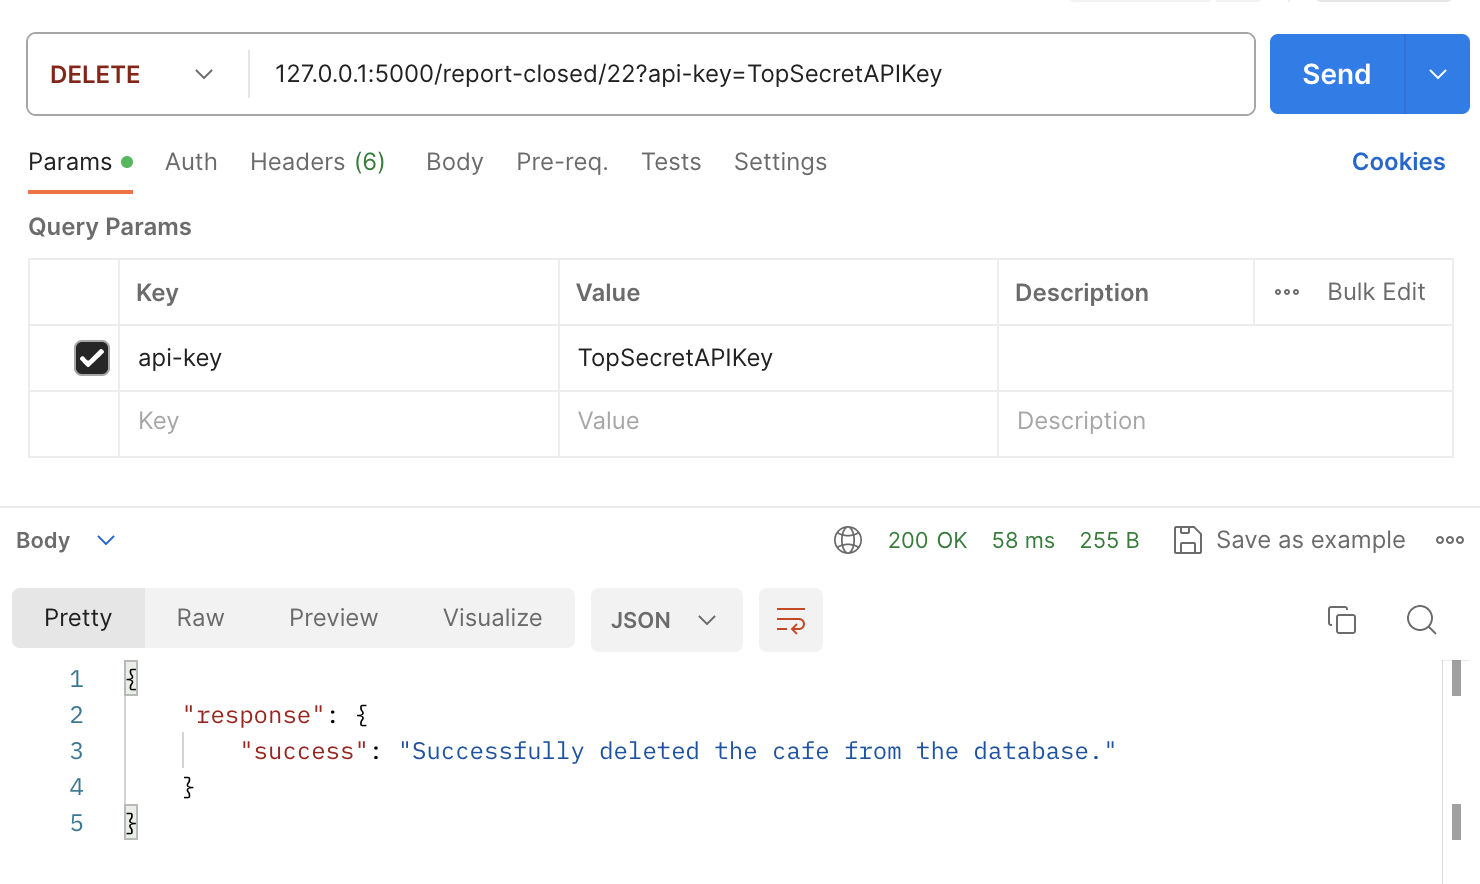 DELETE 127.0.0.1:5000/report-closed/22?api-key=TopSecretAPIKey Send
Params Auth Headers (6) Body Pre-req. Tests Settings Cookies
Query Params
Key Value Description Bulk Edit
api-key TopSecretAPIKey
Key Value Description
Body 200 OK 58 ms 255 B Save as example
Pretty Raw Preview Visualize JSON
1 {
2 "response": {
3 "success": "Successfully deleted the cafe from the database."
4 }
5 }